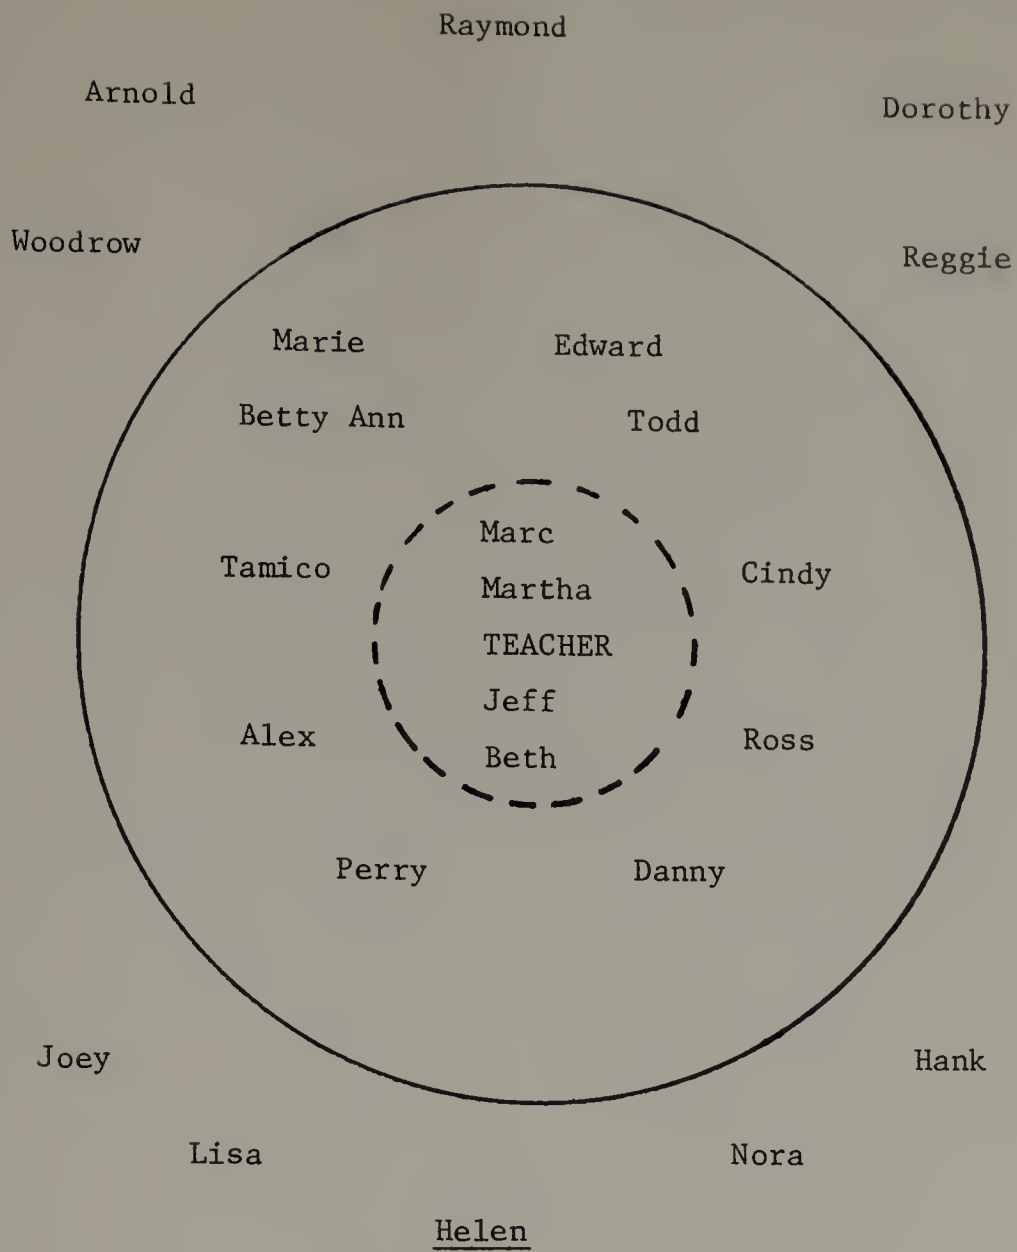 Raymond
Arnold
Dorothy
Woodrow
Reggie
Marie
Edward
Betty Ann
Todd
Marc
Tamico
Cindy
Martha
TEACHER
Jeff
Alex
Ross
Beth
Perry
Danny
Joey
Hank
Lisa
Nora
Helen